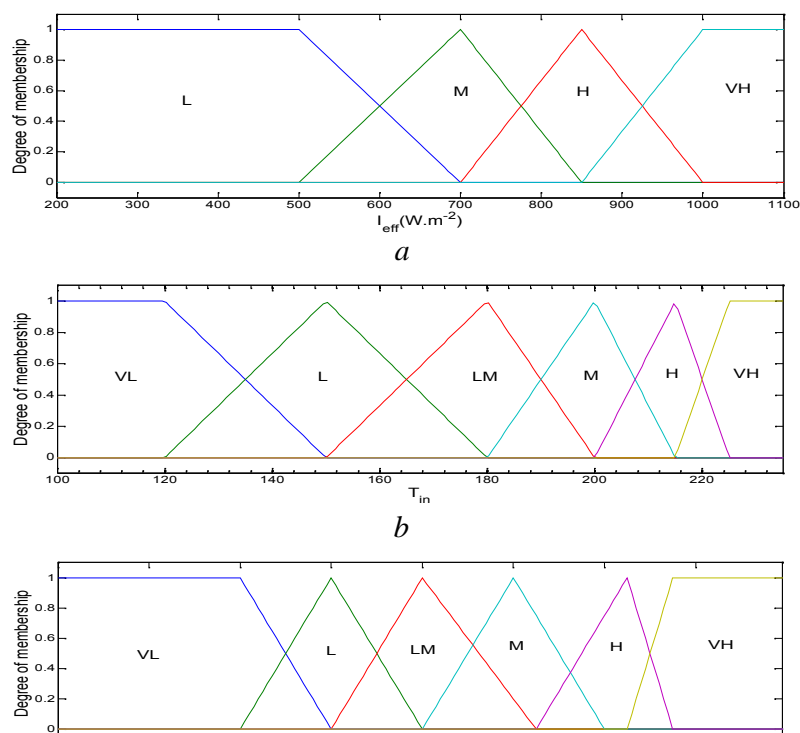 Degree of membership
1
0.8
0.6
0.4
0.2
0
L
M
H
VH
200 300 400 500 600 700 800 900 1000 1100
I_eff(W.m^-2)
a
Degree of membership
1
0.8
0.6
0.4
0.2
0
VL
L
LM
M
H
VH
100 120 140 160 180 200 220
T_in
b
Degree of membership
1
0.8
0.6
0.4
0.2
0
VL
L
LM
M
H
VH